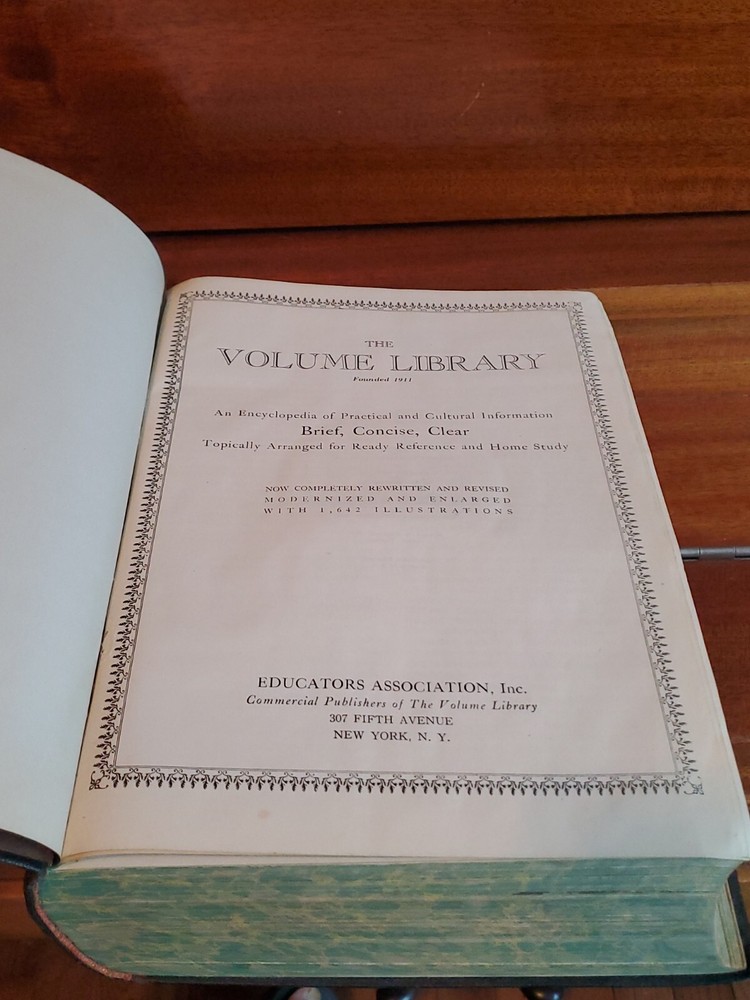 THE
VOLUME LIBRARY
Founded 1911
An Encyclopedia of Practical and Cultural Information
Brief, Concise, Clear
Topically Arranged for Ready Reference and Home Study
NOW COMPLETELY REWRITTEN AND REVISED
MODERNIZED AND ENLARGED
WITH 1,642 ILLUSTRATIONS
EDUCATORS ASSOCIATION, Inc.
Commercial Publishers of The Volume Library
307 FIFTH AVENUE
NEW YORK, N. Y.